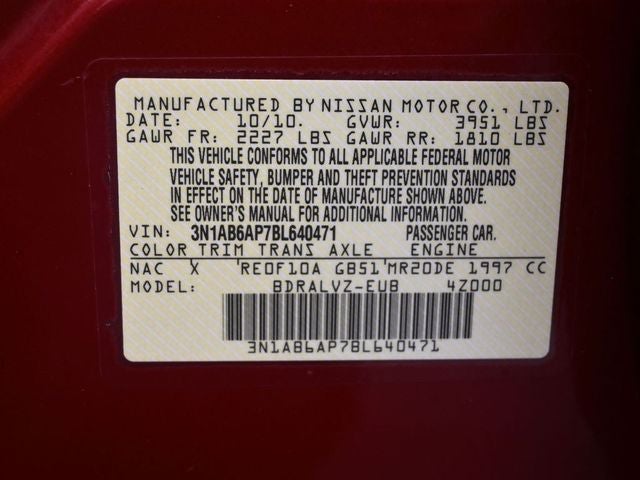 MANUFACTURED BY NISSAN MOTOR CO., LTD.
DATE: 10/10. GVWR: 3951 LBS
GAWR FR: 2227 LBS GAWR RR: 1810 LBS
THIS VEHICLE CONFORMS TO ALL APPLICABLE FEDERAL MOTOR
VEHICLE SAFETY, BUMPER AND THEFT PREVENTION STANDARDS
IN EFFECT ON THE DATE OF MANUFACTURE SHOWN ABOVE.
SEE OWNER'S MANUAL FOR ADDITIONAL INFORMATION.
VIN: 3N1AB6AP7BL640471 PASSENGER CAR.
COLOR TRIM TRANS AXLE ENGINE
NAC X 'RE0F10A GB51'MR20DE 1997 CC
MODEL: BDRALVZ-EUB 4Z000
3N1AB6AP7BL640471